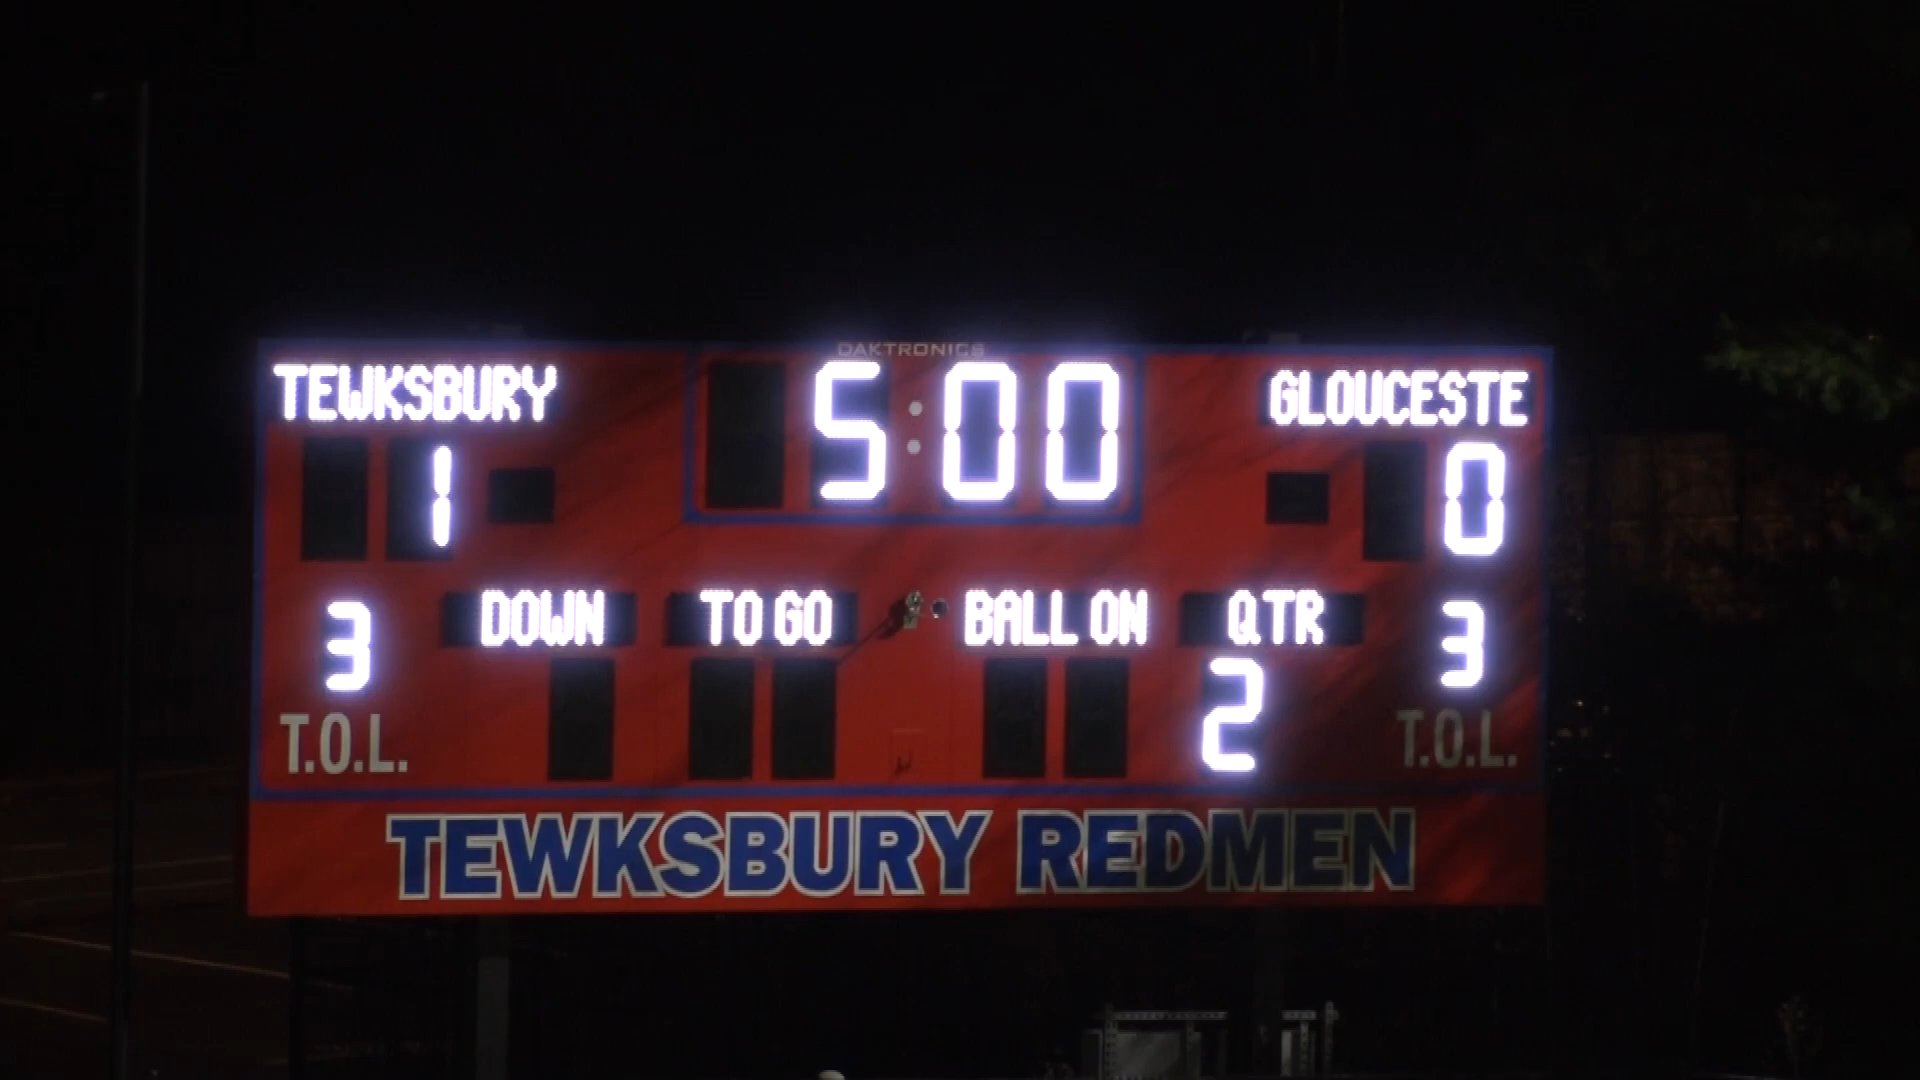 DAKTRONICS
TEWKSBURY 5:00 GLOUCESTE
1 0
DOWN TO GO BALL ON QTR
3 2 3
T.O.L. T.O.L.
TEWKSBURY REDMEN